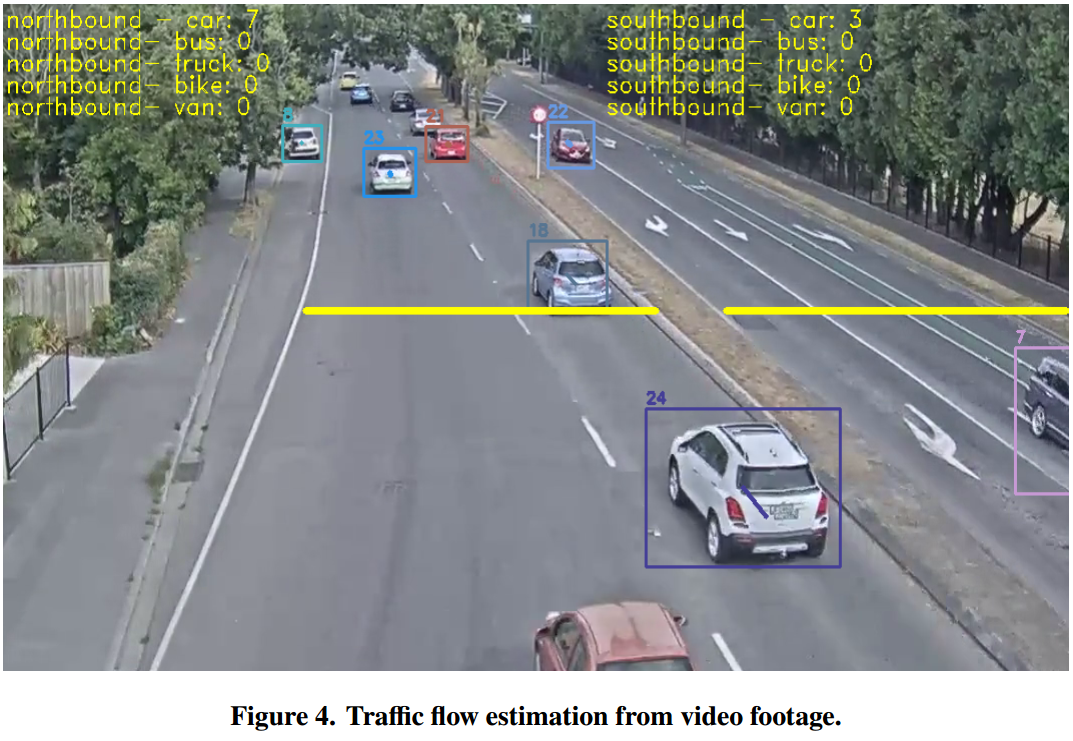 northbound - car: 7
northbound- bus: 0
northbound- truck: 0
northbound- bike: 0
northbound- van: 0
southbound - car: 3
southbound- bus: 0
southbound- truck: 0
southbound- bike: 0
southbound- van: 0
22
23
18
7
24
Figure 4. Traffic flow estimation from video footage.